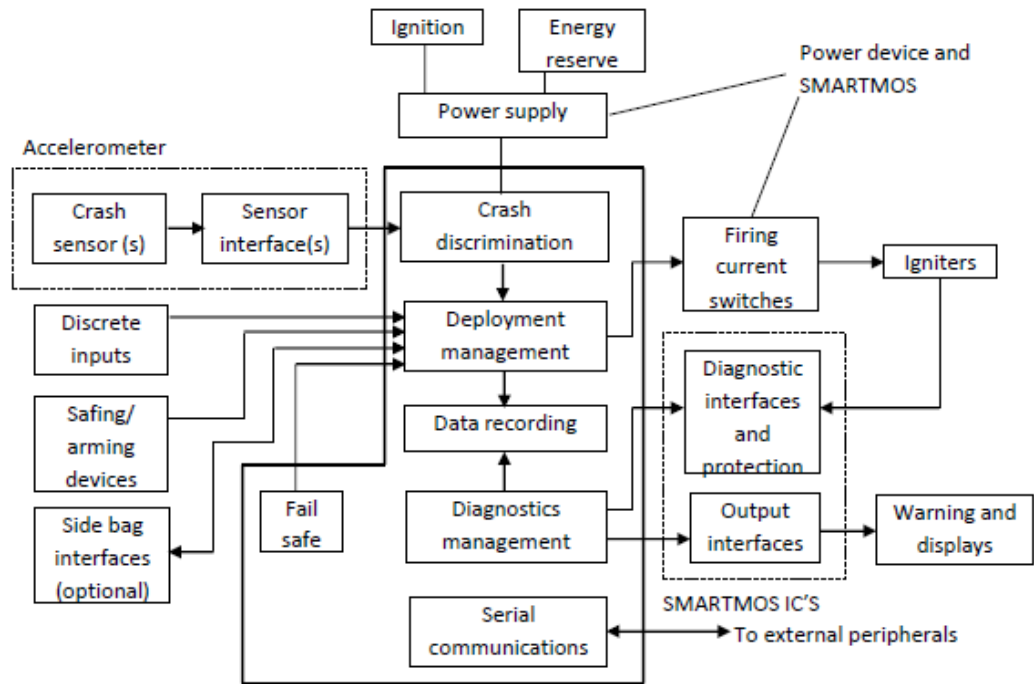 Ignition
Energy
reserve
Power device and
SMARTMOS
Power supply
Accelerometer
Crash
sensor (s)
Sensor
interface(s)
Crash
discrimination
Firing
current
switches
Igniters
Discrete
inputs
Deployment
management
Diagnostic
interfaces
and
protection
Safing/
arming
devices
Data recording
Side bag
interfaces
(optional)
Fail
safe
Diagnostics
management
Output
interfaces
Warning and
displays
SMARTMOS IC'S
Serial
communications
To external peripherals